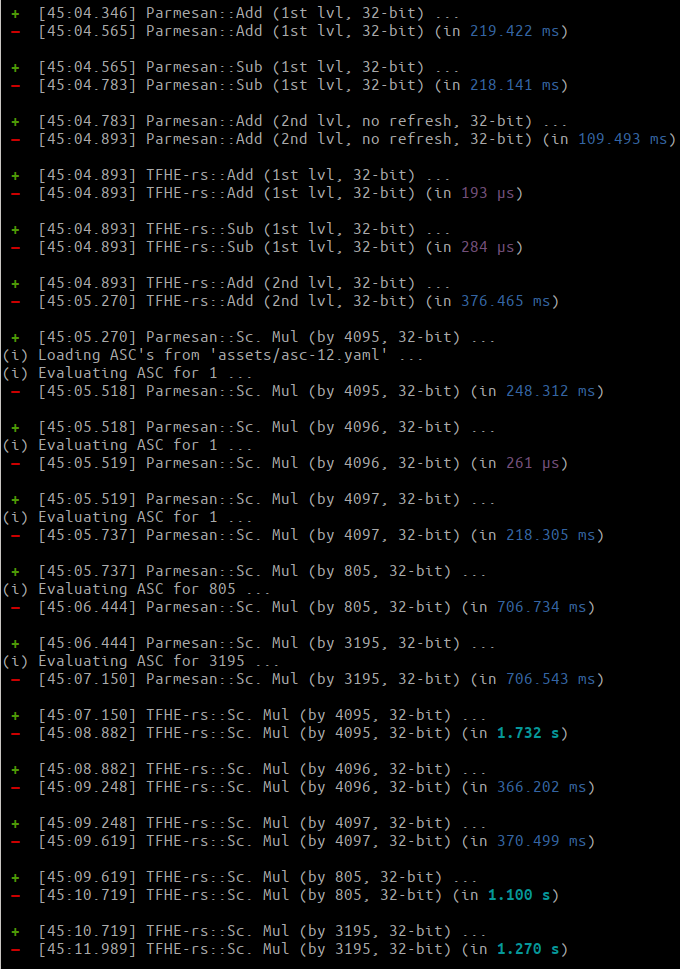 + [45:04.346] Parmesan::Add (1st lvl, 32-bit) ...
− [45:04.565] Parmesan::Add (1st lvl, 32-bit) (in 219.422 ms)
+ [45:04.565] Parmesan::Sub (1st lvl, 32-bit) ...
− [45:04.783] Parmesan::Sub (1st lvl, 32-bit) (in 218.141 ms)
+ [45:04.783] Parmesan::Add (2nd lvl, no refresh, 32-bit) ...
− [45:04.893] Parmesan::Add (2nd lvl, no refresh, 32-bit) (in 109.493 ms)
+ [45:04.893] TFHE-rs::Add (1st lvl, 32-bit) ...
− [45:04.893] TFHE-rs::Add (1st lvl, 32-bit) (in 193 µs)
+ [45:04.893] TFHE-rs::Sub (1st lvl, 32-bit) ...
− [45:04.893] TFHE-rs::Sub (1st lvl, 32-bit) (in 284 µs)
+ [45:04.893] TFHE-rs::Add (2nd lvl, 32-bit) ...
− [45:05.270] TFHE-rs::Add (2nd lvl, 32-bit) (in 376.465 ms)
+ [45:05.270] Parmesan::Sc. Mul (by 4095, 32-bit) ...
(i) Loading ASC's from 'assets/asc-12.yaml' ...
(i) Evaluating ASC for 1 ...
− [45:05.518] Parmesan::Sc. Mul (by 4095, 32-bit) (in 248.312 ms)
+ [45:05.518] Parmesan::Sc. Mul (by 4096, 32-bit) ...
(i) Evaluating ASC for 1 ...
− [45:05.519] Parmesan::Sc. Mul (by 4096, 32-bit) (in 261 µs)
+ [45:05.519] Parmesan::Sc. Mul (by 4097, 32-bit) ...
(i) Evaluating ASC for 1 ...
− [45:05.737] Parmesan::Sc. Mul (by 4097, 32-bit) (in 218.305 ms)
+ [45:05.737] Parmesan::Sc. Mul (by 805, 32-bit) ...
(i) Evaluating ASC for 805 ...
− [45:06.444] Parmesan::Sc. Mul (by 805, 32-bit) (in 706.734 ms)
+ [45:06.444] Parmesan::Sc. Mul (by 3195, 32-bit) ...
(i) Evaluating ASC for 3195 ...
− [45:07.150] Parmesan::Sc. Mul (by 3195, 32-bit) (in 706.543 ms)
+ [45:07.150] TFHE-rs::Sc. Mul (by 4095, 32-bit) ...
− [45:08.882] TFHE-rs::Sc. Mul (by 4095, 32-bit) (in 1.732 s)
+ [45:08.882] TFHE-rs::Sc. Mul (by 4096, 32-bit) ...
− [45:09.248] TFHE-rs::Sc. Mul (by 4096, 32-bit) (in 366.202 ms)
+ [45:09.248] TFHE-rs::Sc. Mul (by 4097, 32-bit) ...
− [45:09.619] TFHE-rs::Sc. Mul (by 4097, 32-bit) (in 370.499 ms)
+ [45:09.619] TFHE-rs::Sc. Mul (by 805, 32-bit) ...
− [45:10.719] TFHE-rs::Sc. Mul (by 805, 32-bit) (in 1.100 s)
+ [45:10.719] TFHE-rs::Sc. Mul (by 3195, 32-bit) ...
− [45:11.989] TFHE-rs::Sc. Mul (by 3195, 32-bit) (in 1.270 s)